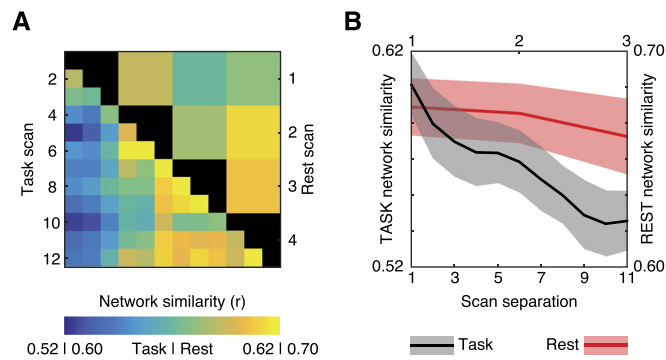 A
Task scan
2
4
6
8
10
12
1
2
3
4
Rest scan
Network similarity (r)
0.52 | 0.60
Task | Rest
0.62 | 0.70
B
1
2
3
0.62
0.70
TASK network similarity
REST network similarity
0.52
0.60
1
3
5
7
9
11
Scan separation
Task
Rest